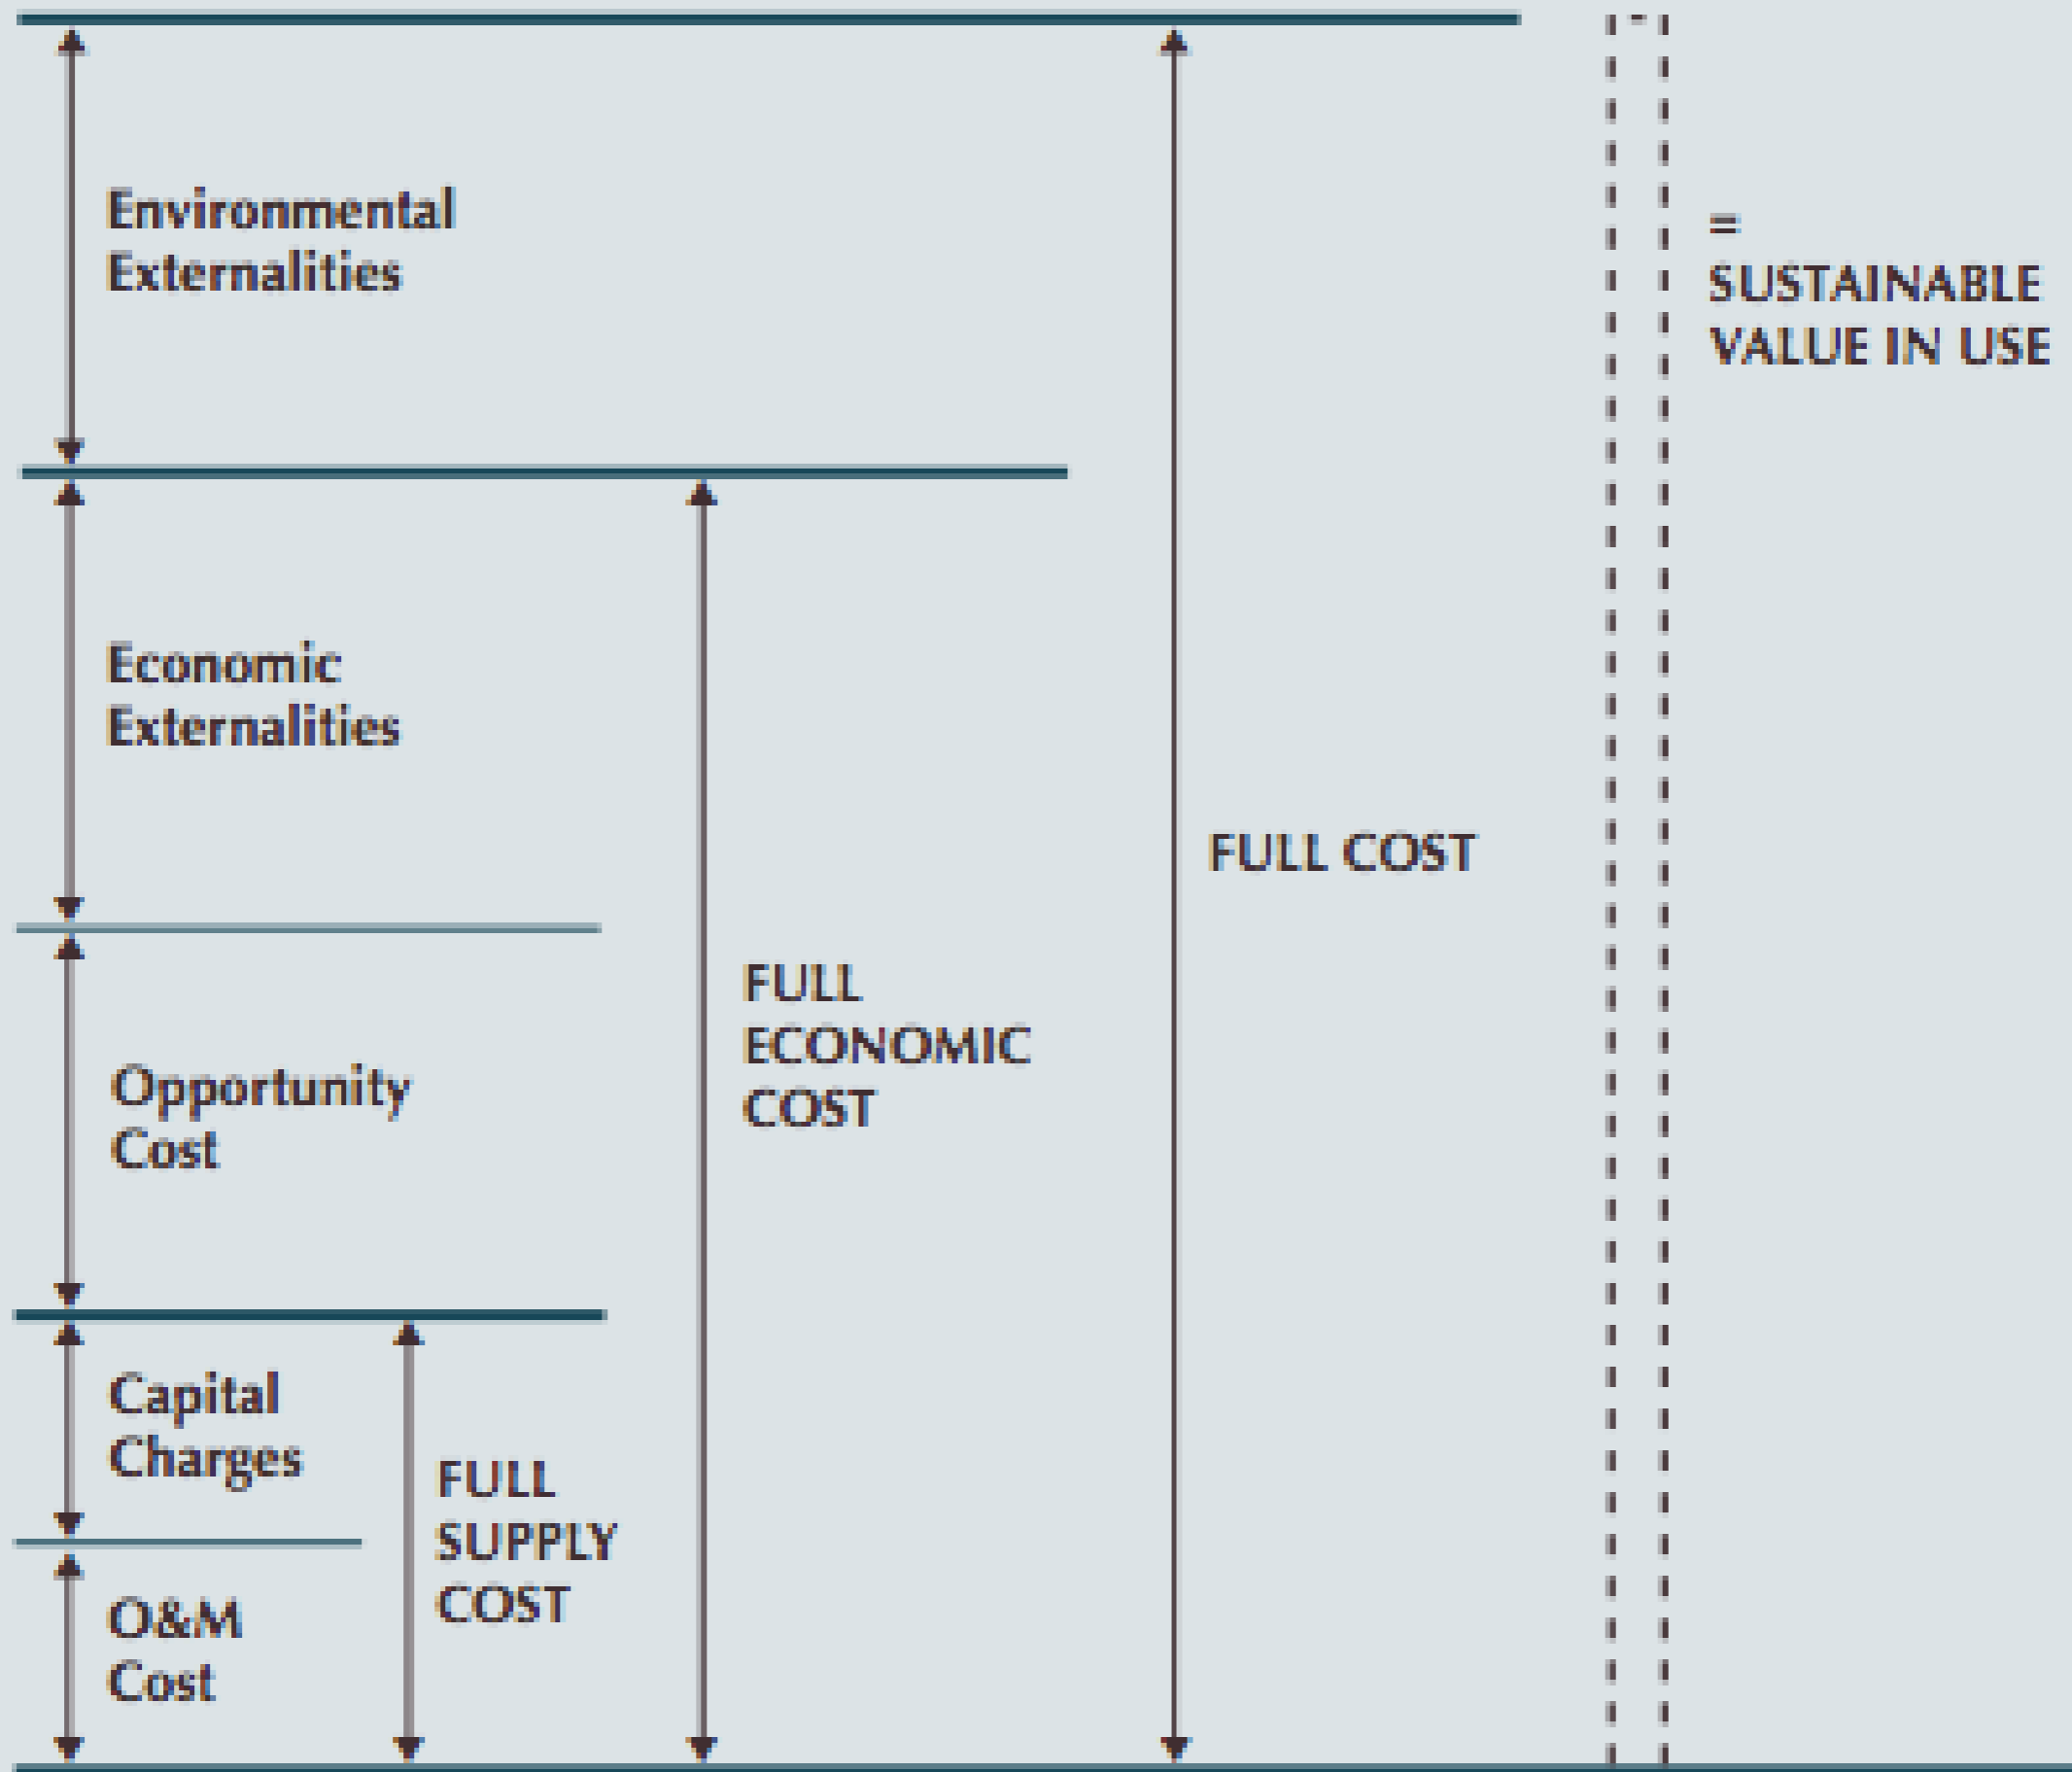 Environmental
Externalities
=
SUSTAINABLE
VALUE IN USE
Economic
Externalities
FULL COST
FULL
ECONOMIC
COST
Opportunity
Cost
Capital
Charges
FULL
SUPPLY
COST
O&M
Cost